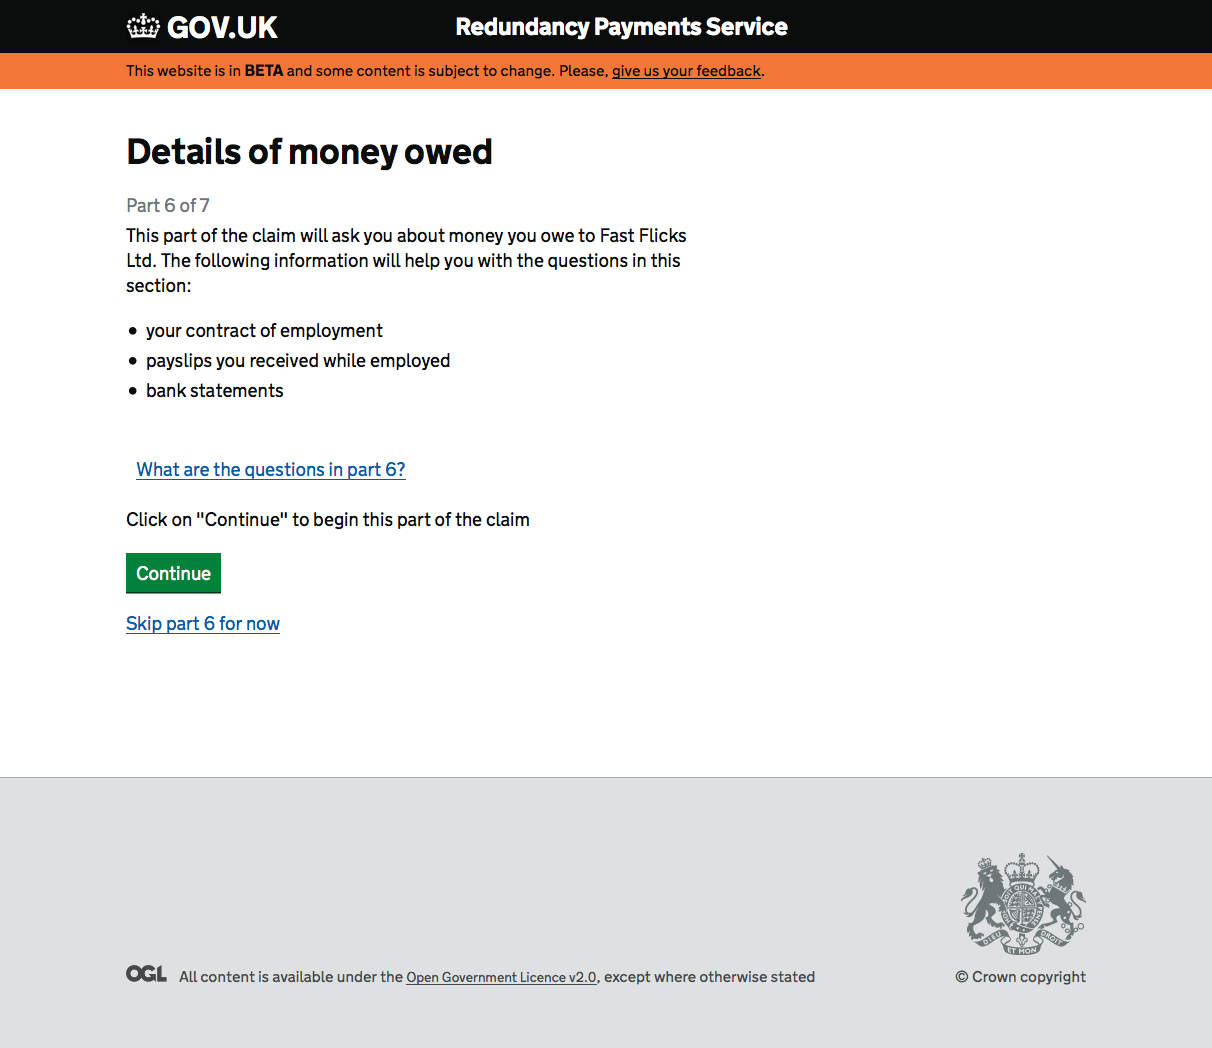 GOV.UK
Redundancy Payments Service
This website is in BETA and some content is subject to change. Please, give us your feedback.
Details of money owed
Part 6 of 7
This part of the claim will ask you about money you owe to Fast Flicks
Ltd. The following information will help you with the questions in this
section:
• your contract of employment
• payslips you received while employed
• bank statements
What are the questions in part 6?
Click on "Continue" to begin this part of the claim
Continue
Skip part 6 for now
DIEU ET MON DROIT
OGL All content is available under the Open Government Licence v2.0, except where otherwise stated
© Crown copyright